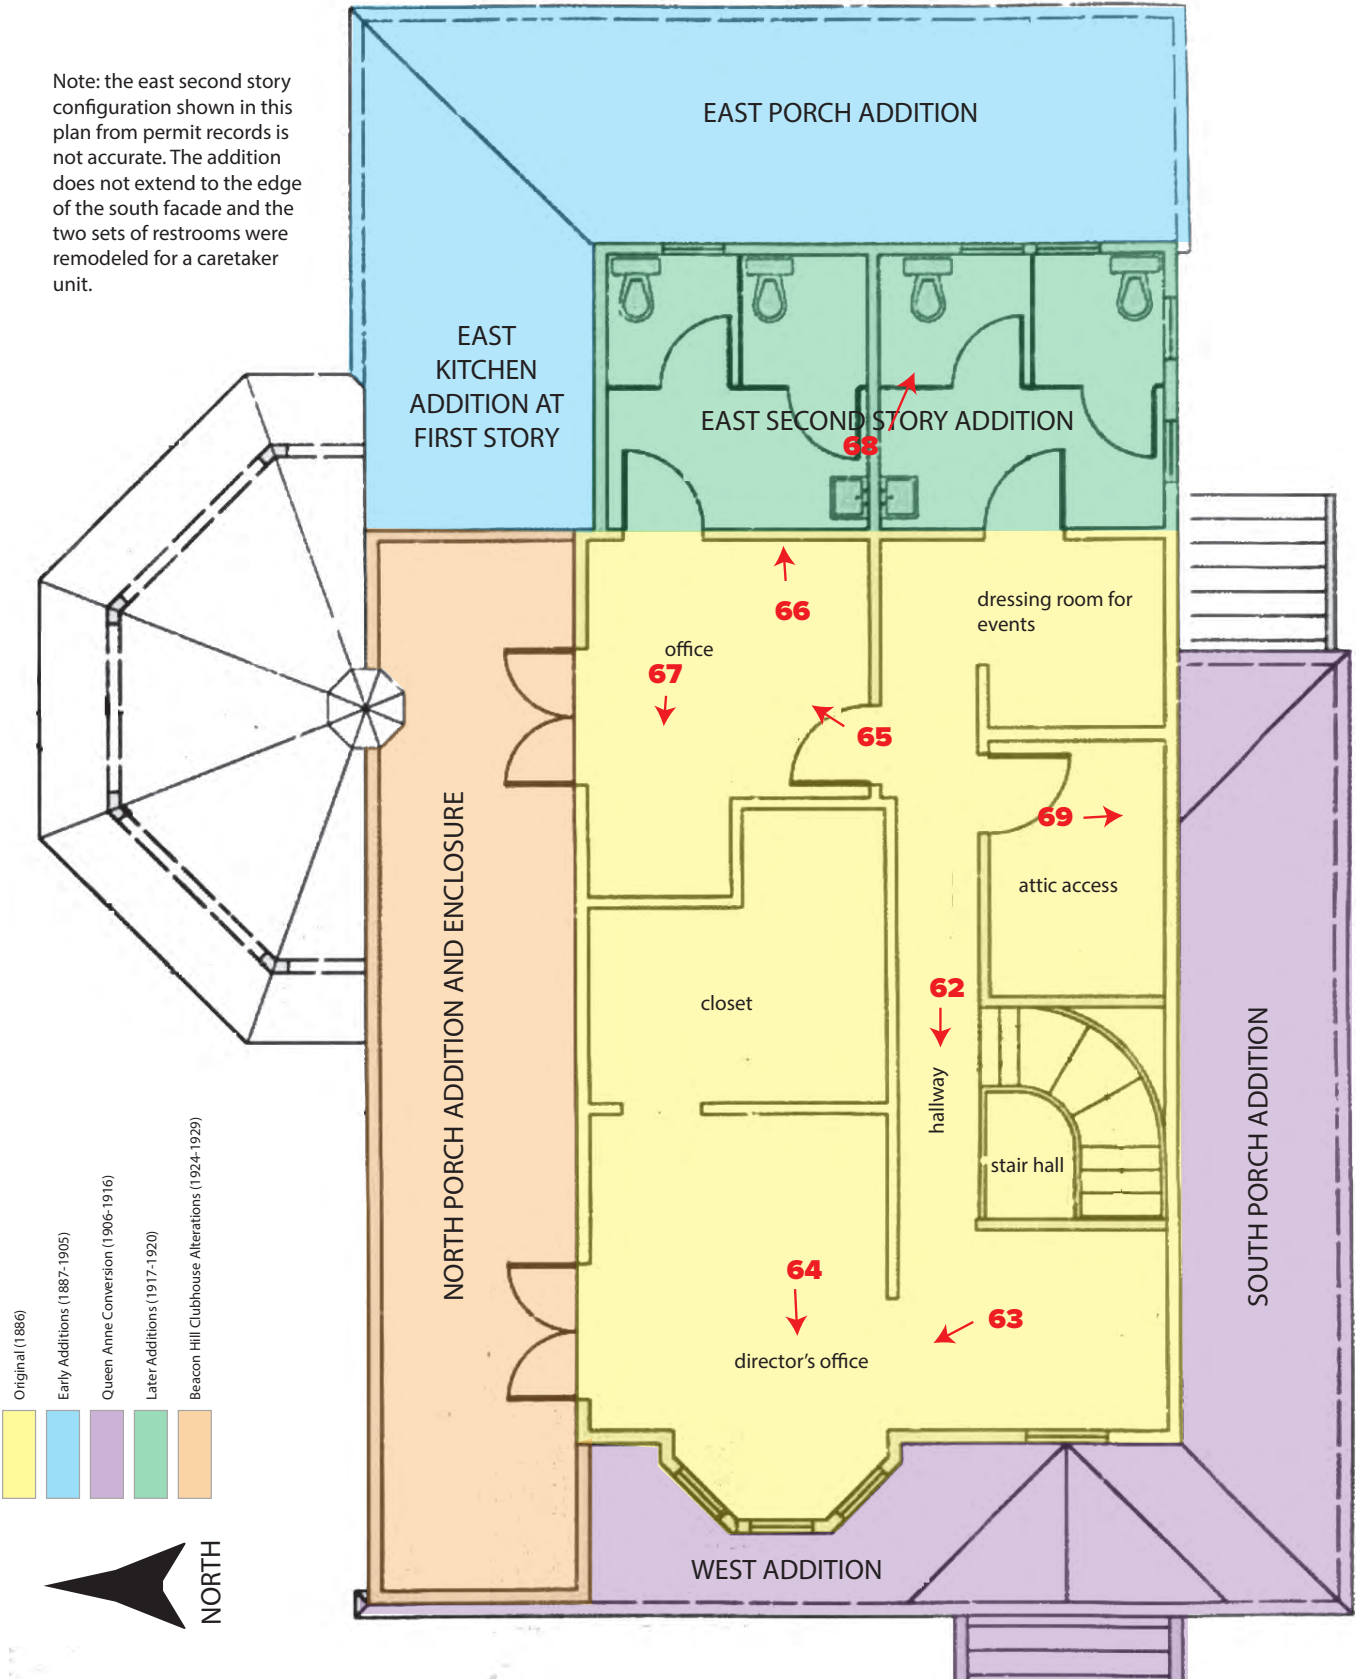 Note: the east second story
configuration shown in this
plan from permit records is
not accurate. The addition
does not extend to the edge
of the south facade and the
two sets of restrooms were
remodeled for a caretaker
unit.
EAST PORCH ADDITION
EAST
KITCHEN
ADDITION AT
FIRST STORY
EAST SECOND STORY ADDITION
68
66
office
67
65
dressing room for
events
69
attic access
closet
62
hallway
stair hall
64
63
director's office
NORTH PORCH ADDITION AND ENCLOSURE
SOUTH PORCH ADDITION
WEST ADDITION
Original (1886)
Early Additions (1887-1905)
Queen Anne Conversion (1906-1916)
Later Additions (1917-1920)
Beacon Hill Clubhouse Alterations (1924-1929)
NORTH